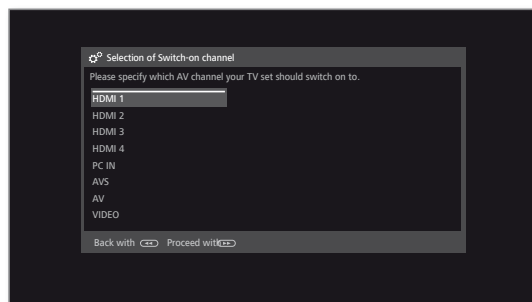 Selection of Switch-on channel
Please specify which AV channel your TV set should switch on to.
HDMI 1
HDMI 2
HDMI 3
HDMI 4
PC IN
AVS
AV
VIDEO
Back with Proceed with